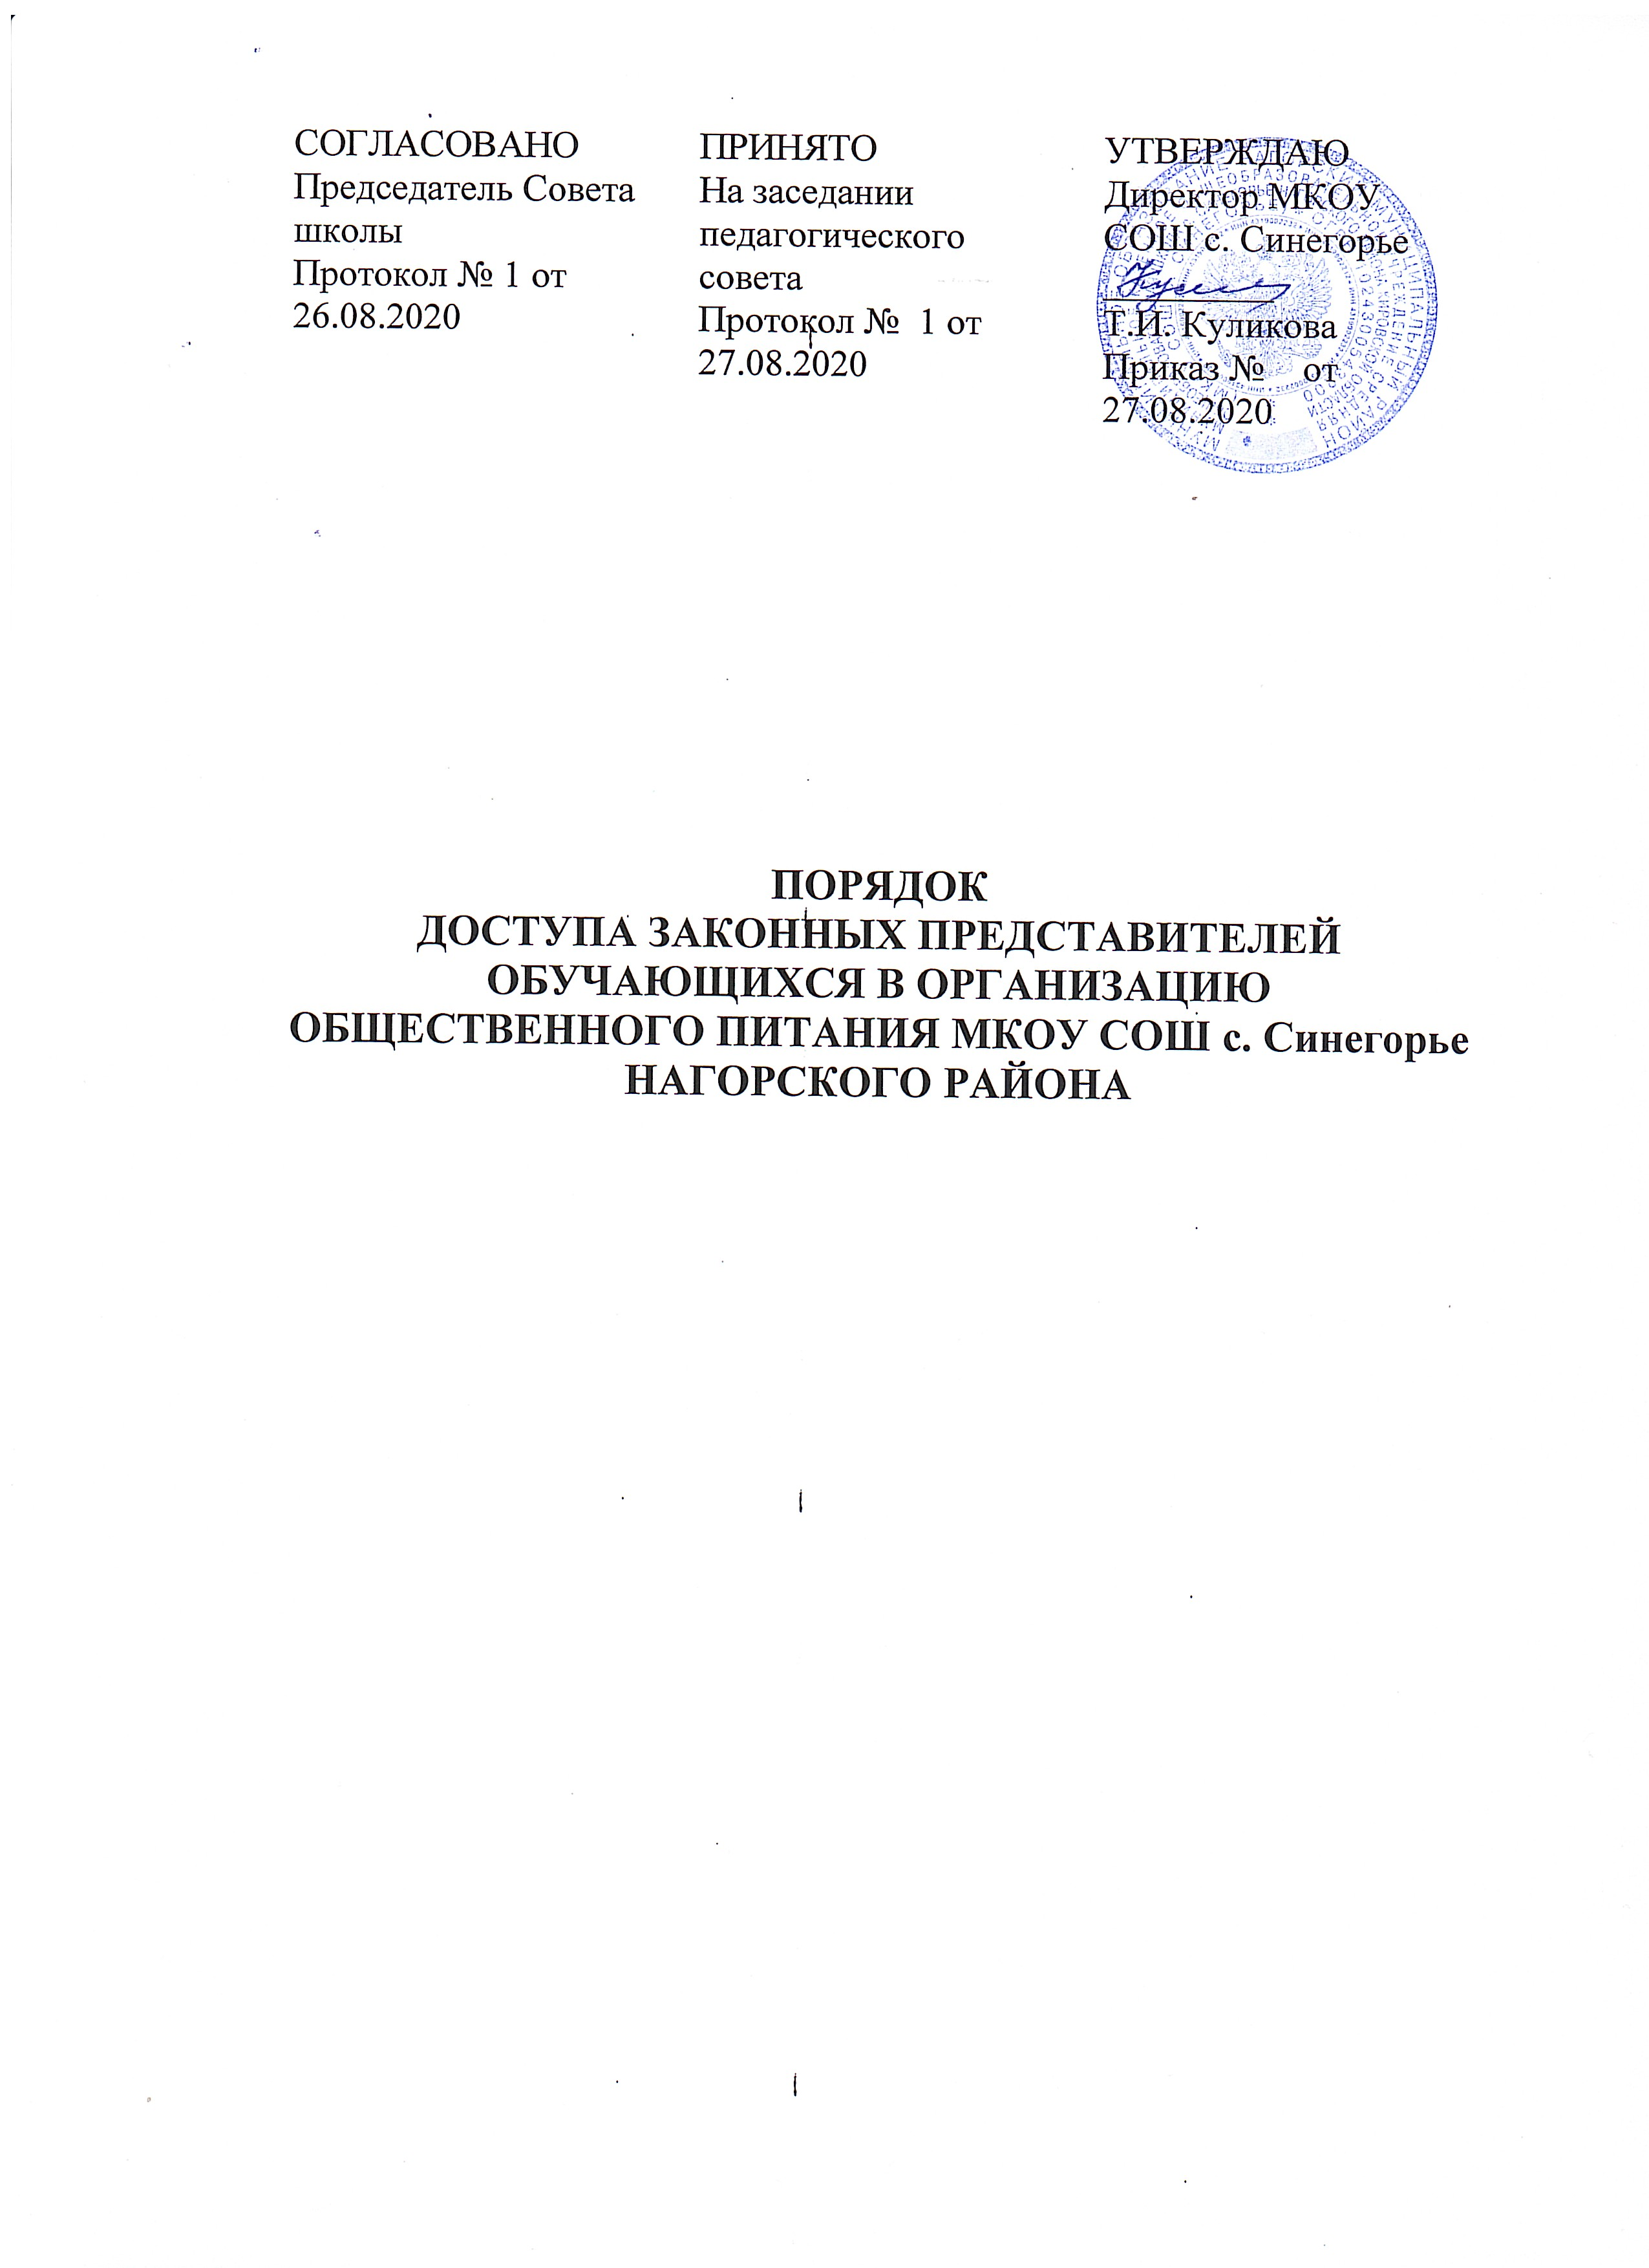 СОГЛАСОВАНО
Председатель Совета
школы
Протокол № 1 от
26.08.2020
ПРИНЯТО
На заседании
педагогического
совета
Протокол № 1 от
27.08.2020
УТВЕРЖДАЮ
Директор МКОУ
СОШ с. Синегорье
Т.И. Куликова
Приказ № от
27.08.2020
ПОРЯДОК
ДОСТУПА ЗАКОННЫХ ПРЕДСТАВИТЕЛЕЙ
ОБУЧАЮЩИХСЯ В ОРГАНИЗАЦИЮ
ОБЩЕСТВЕННОГО ПИТАНИЯ МКОУ СОШ с. Синегорье
НАГОРСКОГО РАЙОНА